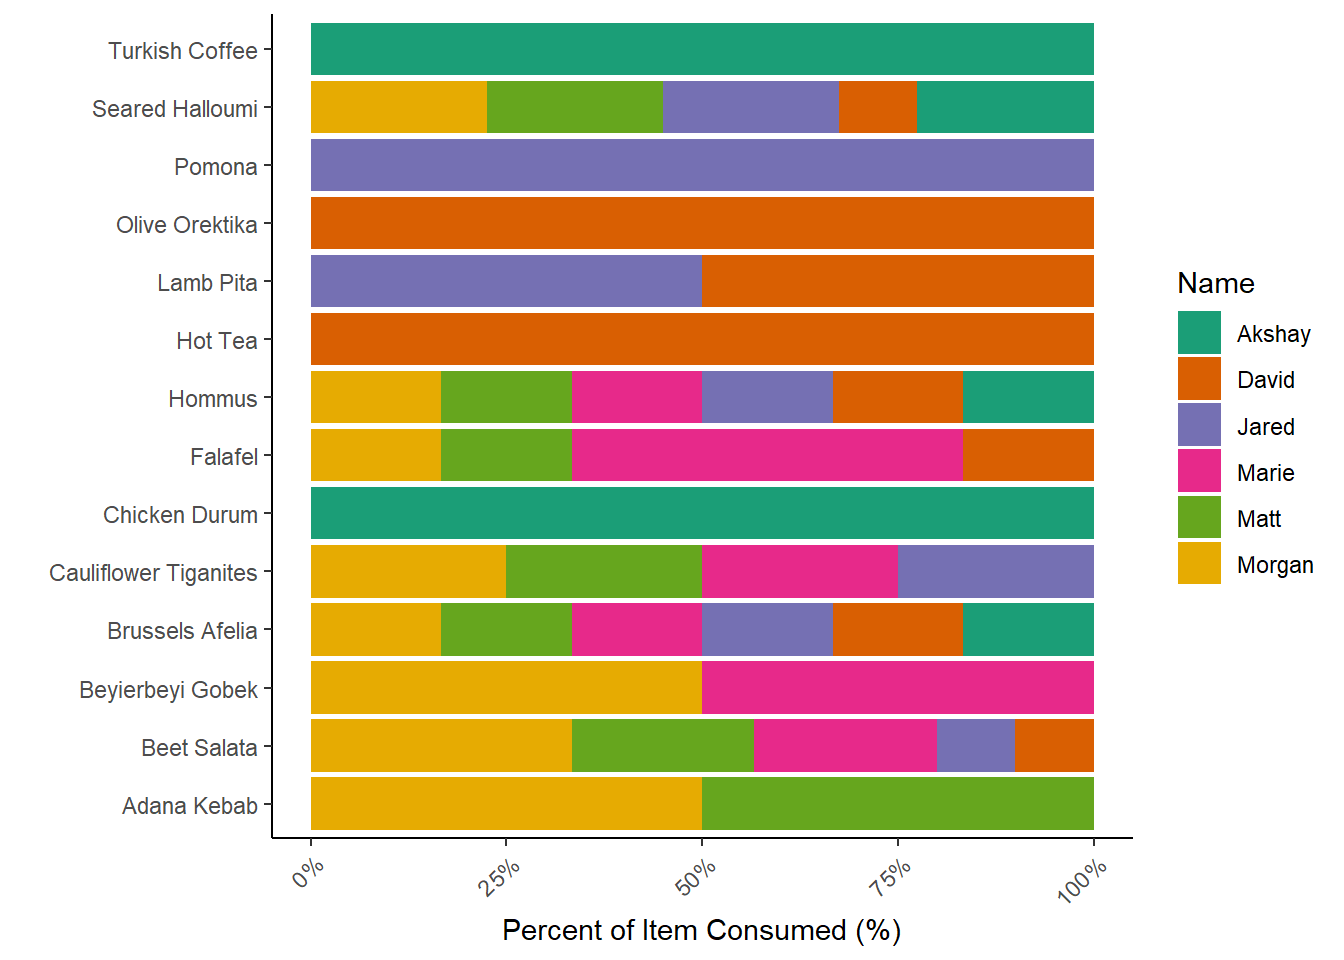 Turkish Coffee
Seared Halloumi
Pomona
Olive Orektika
Lamb Pita
Hot Tea
Hommus
Falafel
Chicken Durum
Cauliflower Tiganites
Brussels Afelia
Beyierbeyi Gobek
Beet Salata
Adana Kebab
0%
25%
50%
75%
100%
Percent of Item Consumed (%)
Name
Akshay
David
Jared
Marie
Matt
Morgan